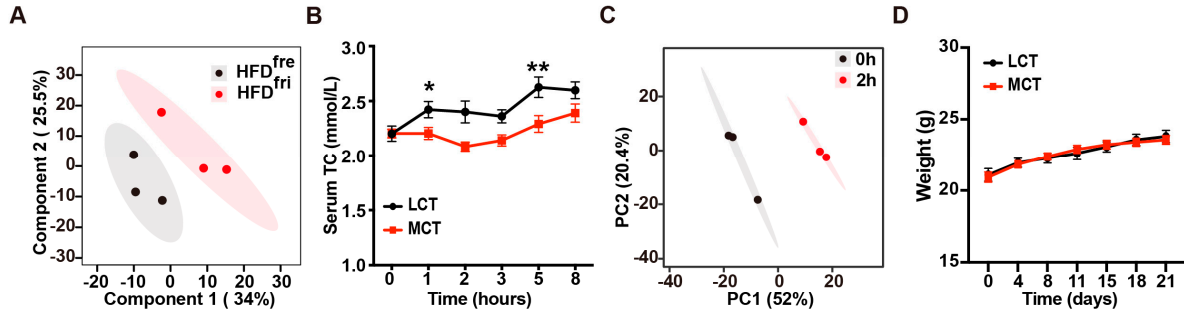 A
HFD^fre
HFD^fri
Component 2 ( 25.5%)
30
20
10
0
-10
-20
-30
-20 -10 0 10 20 30
Component 1 ( 34%)
B
Serum TC (mmol/L)
3.0
2.5
2.0
1.5
1.0
*
**
LCT
MCT
0 1 2 3 5 8
Time (hours)
C
0h
2h
PC2 (20.4%)
20
0
-20
-40
-40 -20 0 20
PC1 (52%)
D
LCT
MCT
Weight (g)
30
25
20
15
0 4 8 11 15 18 21
Time (days)